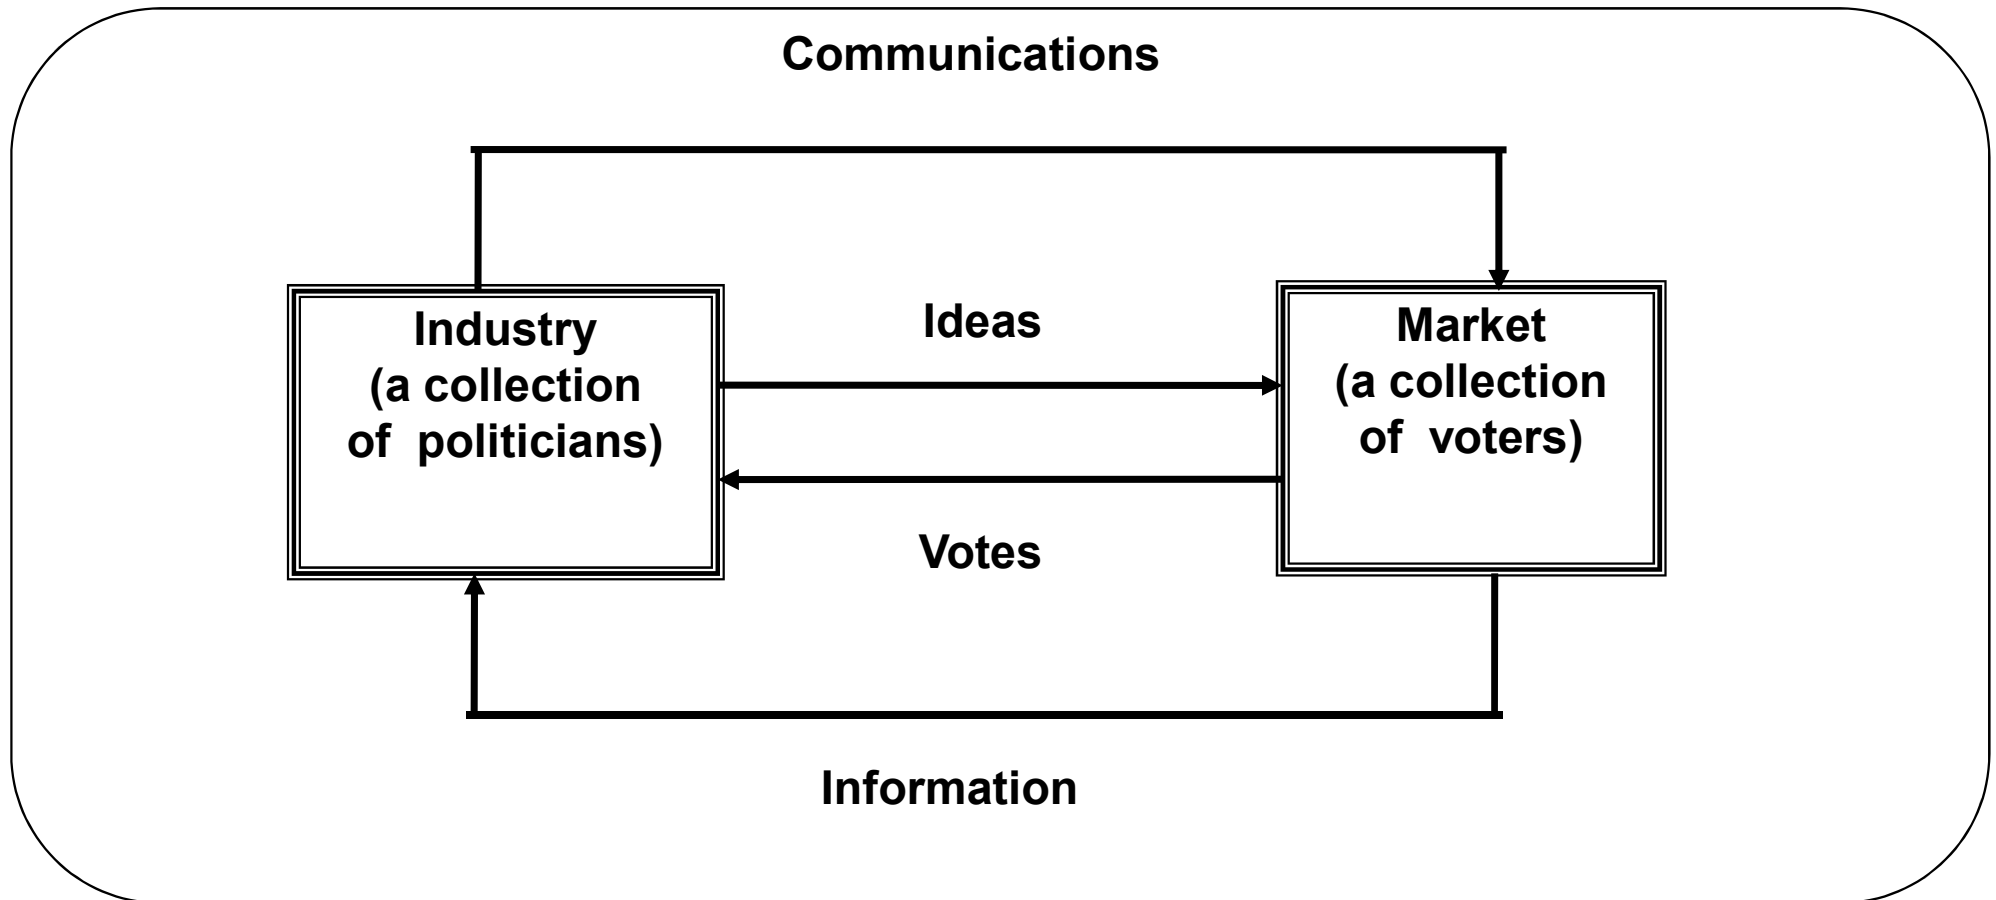 Communications
Industry
(a collection
of  politicians)
Ideas
Market
(a collection
of  voters)
Votes
Information